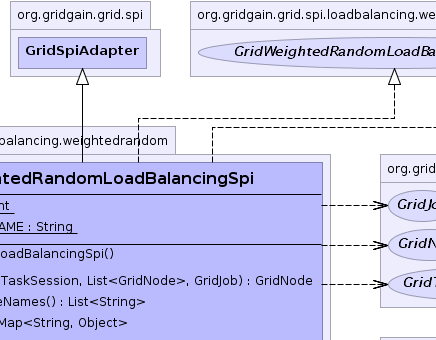 org.gridgain.grid.spi
org.gridgain.grid.spi.loadbalancing.we
GridSpiAdapter
GridWeightedRandomLoadBa
balancing.weightedrandom
org.grid
htedRandomLoadBalancingSpi
nt
AME : String
oadBalancingSpi()
TaskSession, List<GridNode>, GridJob) : GridNode
eNames() : List<String>
Map<String, Object>
GridJo
GridN
GridT